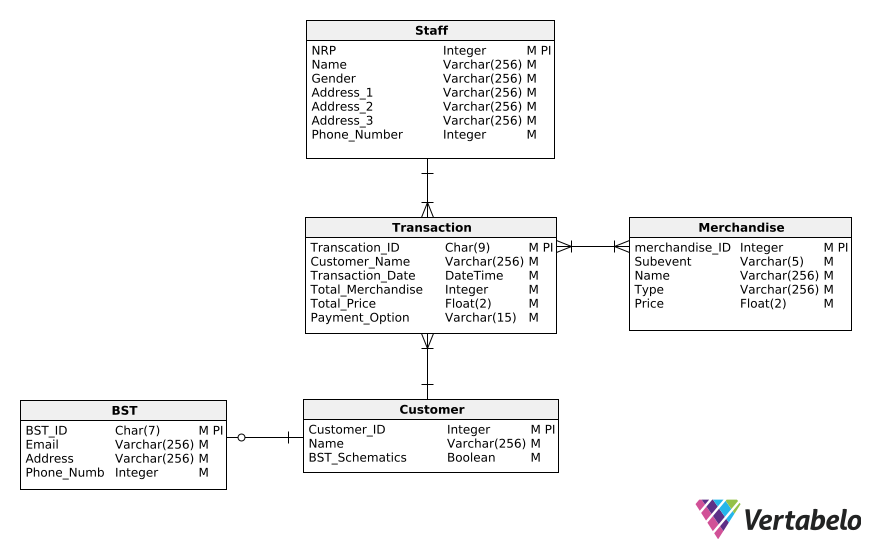 Staff
NRP Integer M PI
Name Varchar(256) M
Gender Varchar(256) M
Address_1 Varchar(256) M
Address_2 Varchar(256) M
Address_3 Varchar(256) M
Phone_Number Integer M
Transaction
Transcation_ID Char(9) M PI
Customer_Name Varchar(256) M
Transaction_Date DateTime M
Total_Merchandise Integer M
Total_Price Float(2) M
Payment_Option Varchar(15) M
Merchandise
merchandise_ID Integer M PI
Subevent Varchar(5) M
Name Varchar(256) M
Type Varchar(256) M
Price Float(2) M
BST
BST_ID Char(7) M PI
Email Varchar(256) M
Address Varchar(256) M
Phone_Numb Integer M
Customer
Customer_ID Integer M PI
Name Varchar(256) M
BST_Schematics Boolean M
Vertabelo